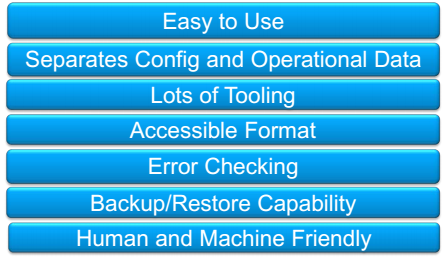 Easy to Use
Separates Config and Operational Data
Lots of Tooling
Accessible Format
Error Checking
Backup/Restore Capability
Human and Machine Friendly